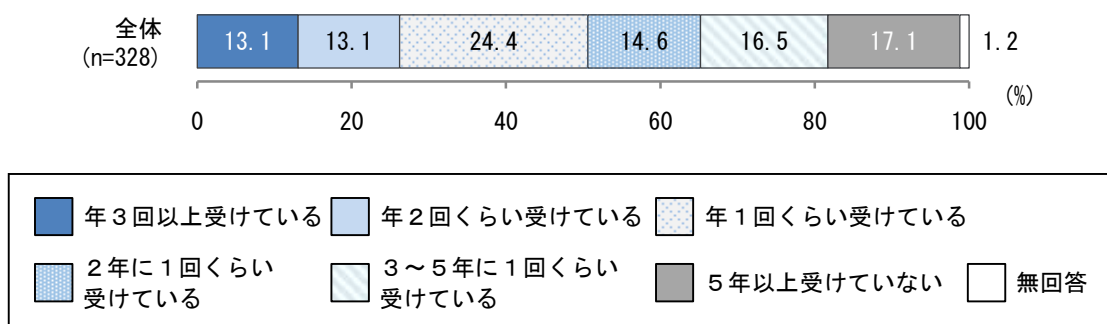 全体
(n=328)
13.1 13.1 24.4 14.6 16.5 17.1 1.2
(%)
0 20 40 60 80 100
年３回以上受けている 年２回くらい受けている 年１回くらい受けている
２年に１回くらい
受けている
３～５年に１回くらい
受けている
５年以上受けていない 無回答